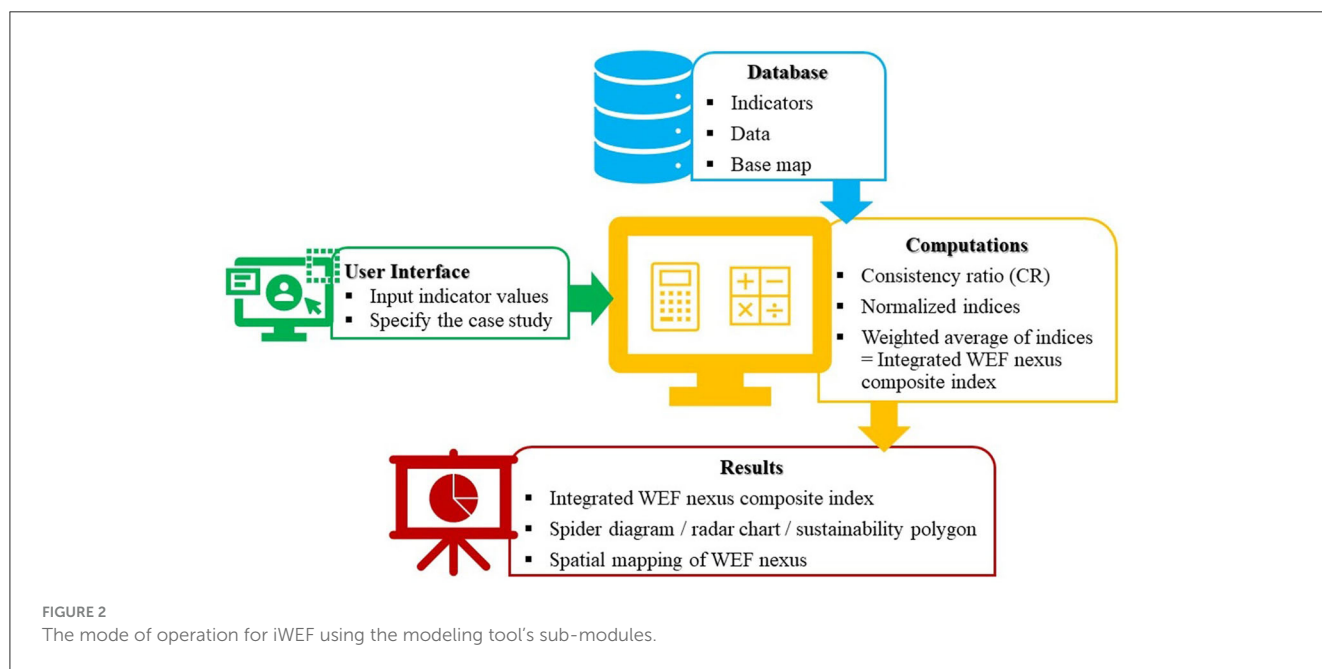 Database
▪ Indicators
▪ Data
▪ Base map
User Interface
▪ Input indicator values
▪ Specify the case study
Computations
▪ Consistency ratio (CR)
▪ Normalized indices
▪ Weighted average of indices
= Integrated WEF nexus
composite index
Results
▪ Integrated WEF nexus composite index
▪ Spider diagram / radar chart / sustainability polygon
▪ Spatial mapping of WEF nexus
FIGURE 2
The mode of operation for iWEF using the modeling tool's sub-modules.